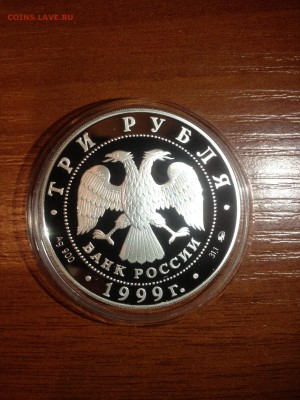 COINS.LAVE.RU
· ТРИ РУБЛЯ ·
БАНК РОССИИ
Ag 900
31,1
· 1999 г. ·